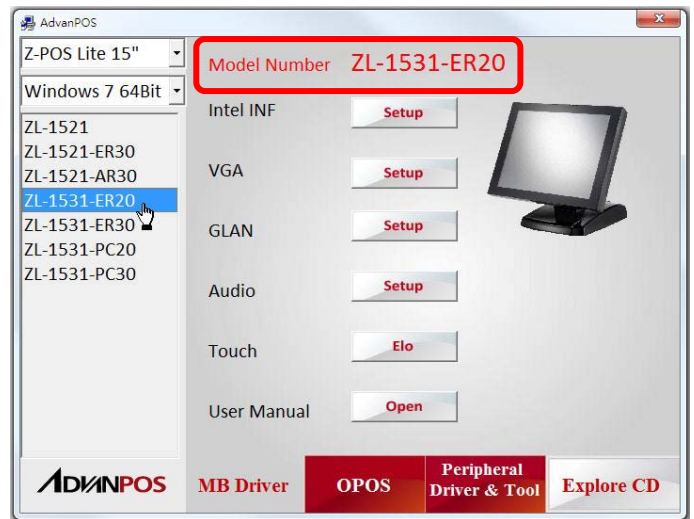 AdvanPOS
Z-POS Lite 15"
Windows 7 64Bit
ZL-1521
ZL-1521-ER30
ZL-1521-AR30
ZL-1531-ER20
ZL-1531-ER30
ZL-1531-PC20
ZL-1531-PC30
Model Number ZL-1531-ER20
Intel INF Setup
VGA Setup
GLAN Setup
Audio Setup
Touch Elo
User Manual Open
ADVANPOS
MB Driver
OPOS
Peripheral
Driver & Tool
Explore CD